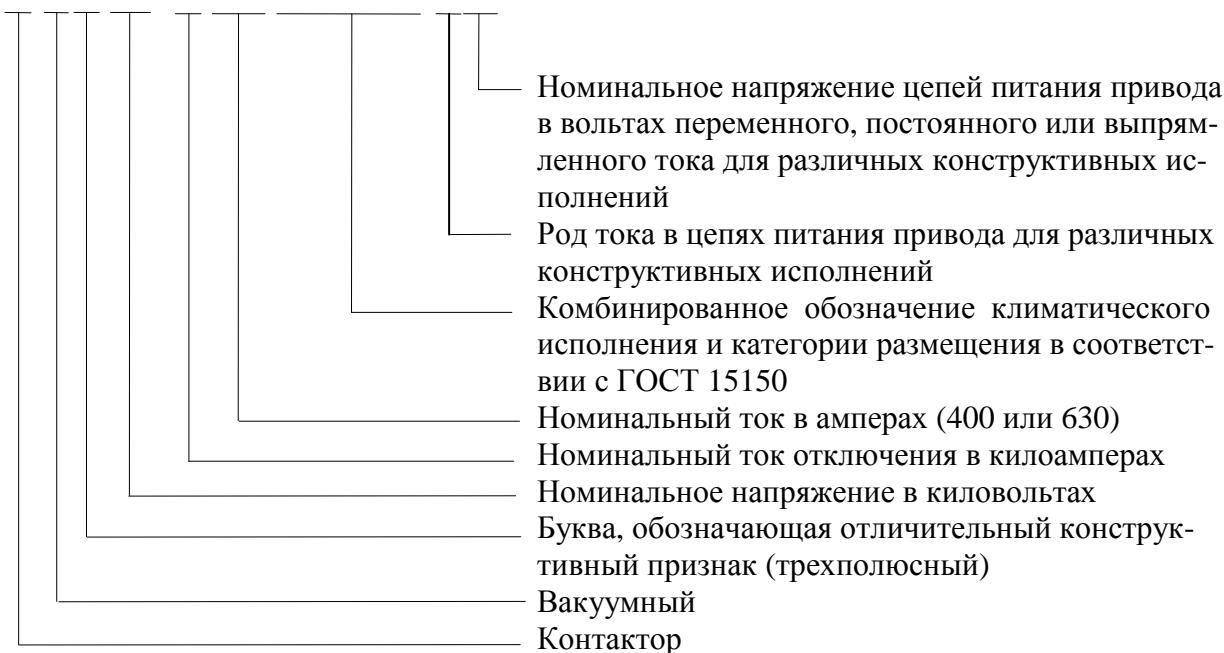 Номинальное напряжение цепей питания привода
в вольтах переменного, постоянного или выпрям-
ленного тока для различных конструктивных ис-
полнений
Род тока в цепях питания привода для различных
конструктивных исполнений
Комбинированное обозначение климатического
исполнения и категории размещения в соответст-
вии с ГОСТ 15150
Номинальный ток в амперах (400 или 630)
Номинальный ток отключения в килоамперах
Номинальное напряжение в киловольтах
Буква, обозначающая отличительный конструк-
тивный признак (трехполюсный)
Вакуумный
Контактор